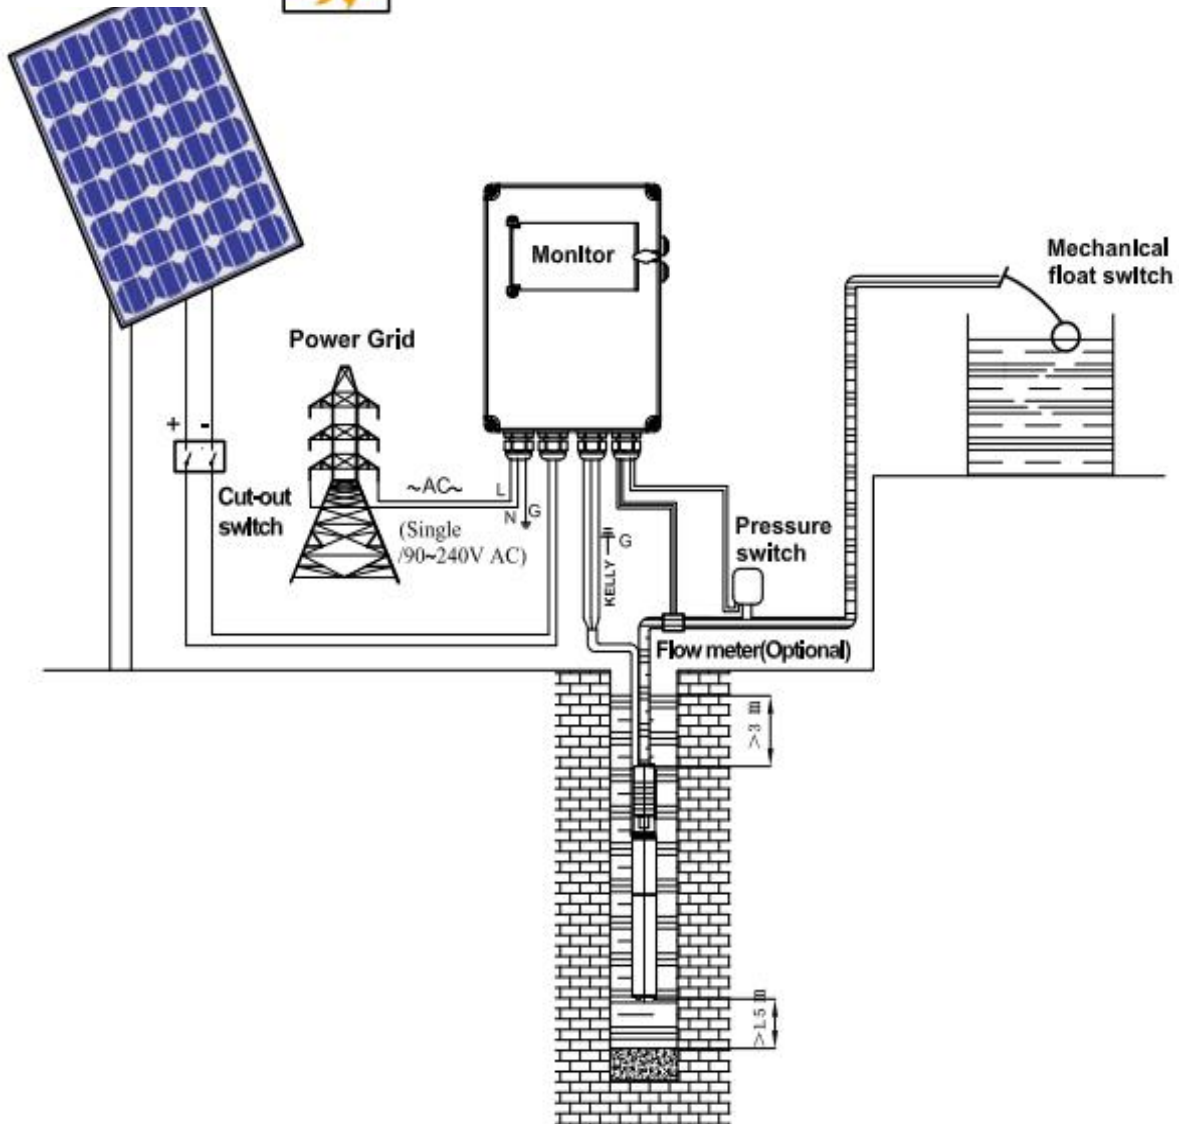 Monitor
Mechanical
float switch
Power Grid
+ -
Cut-out
switch
~AC~
L
N
G
(Single
/90~240V AC)
KELLY
G
Pressure
switch
Flow meter(Optional)
>3 m
>1.5 m